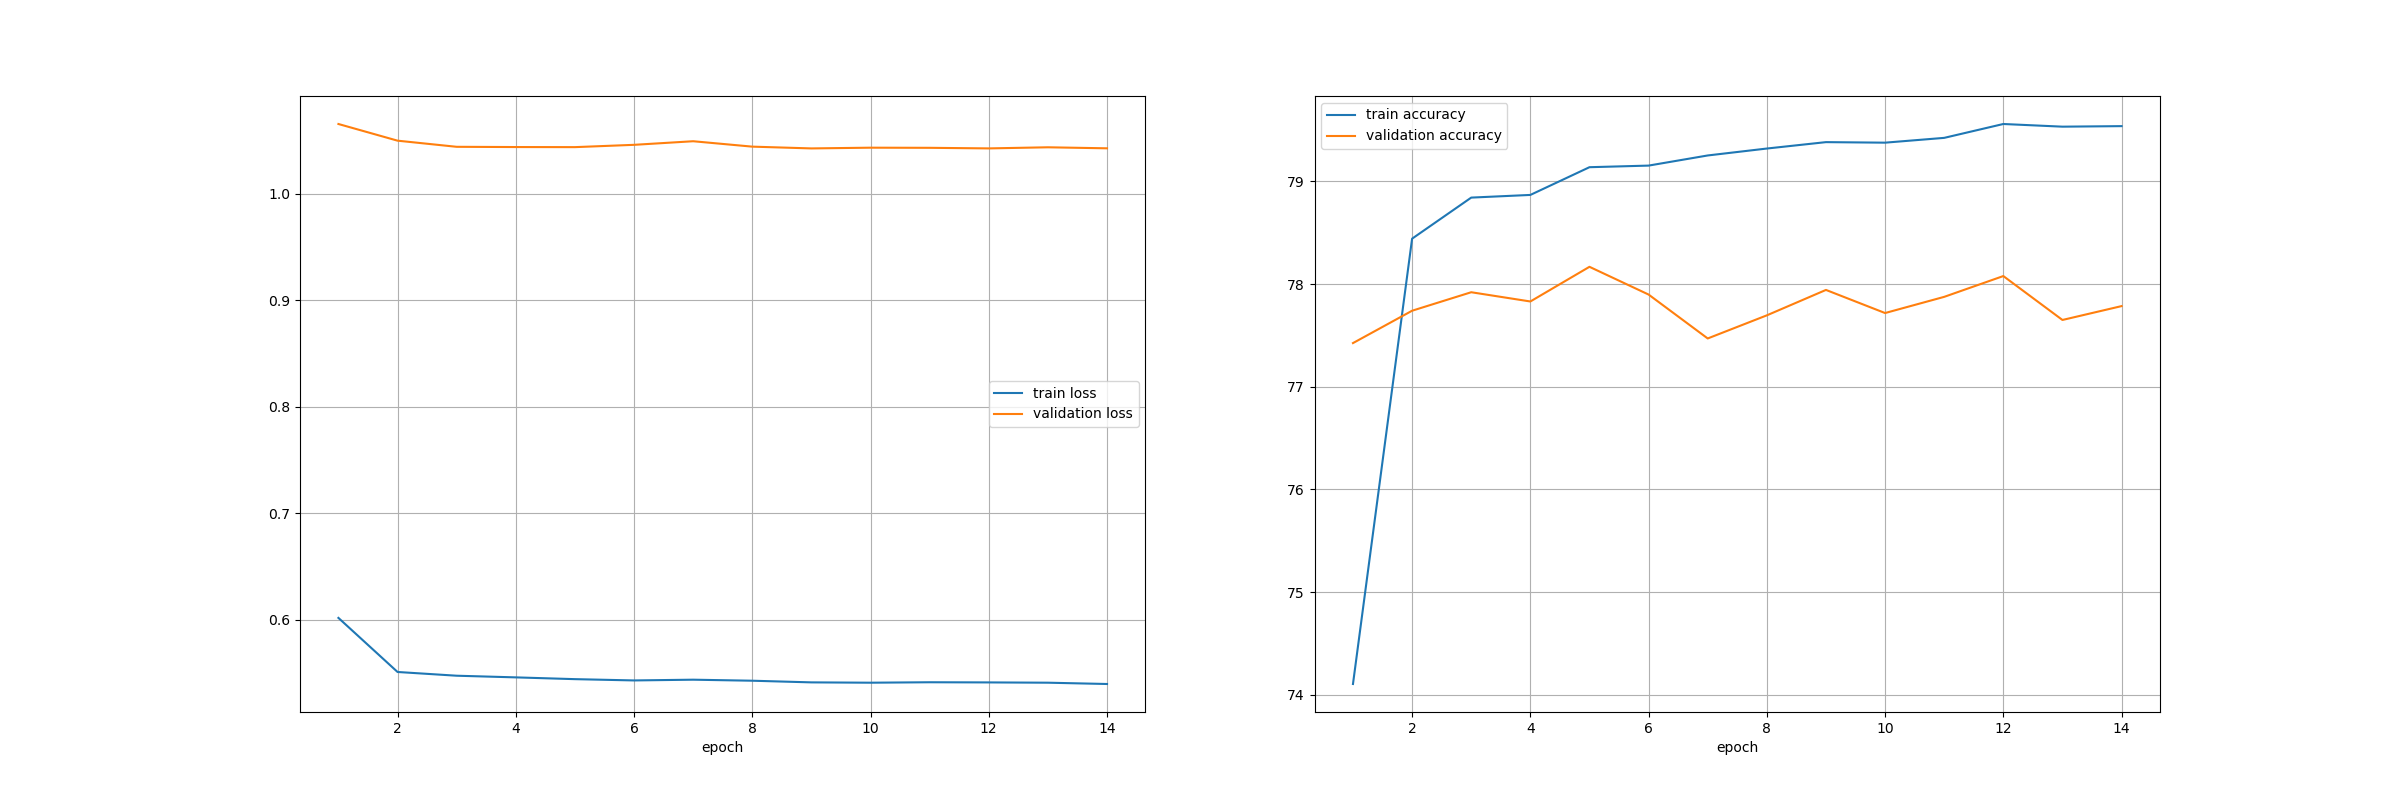 1.0
0.9
0.8
0.7
0.6
2 4 6 8 10 12 14
epoch
train loss
validation loss
train accuracy
validation accuracy
79
78
77
76
75
74
2 4 6 8 10 12 14
epoch